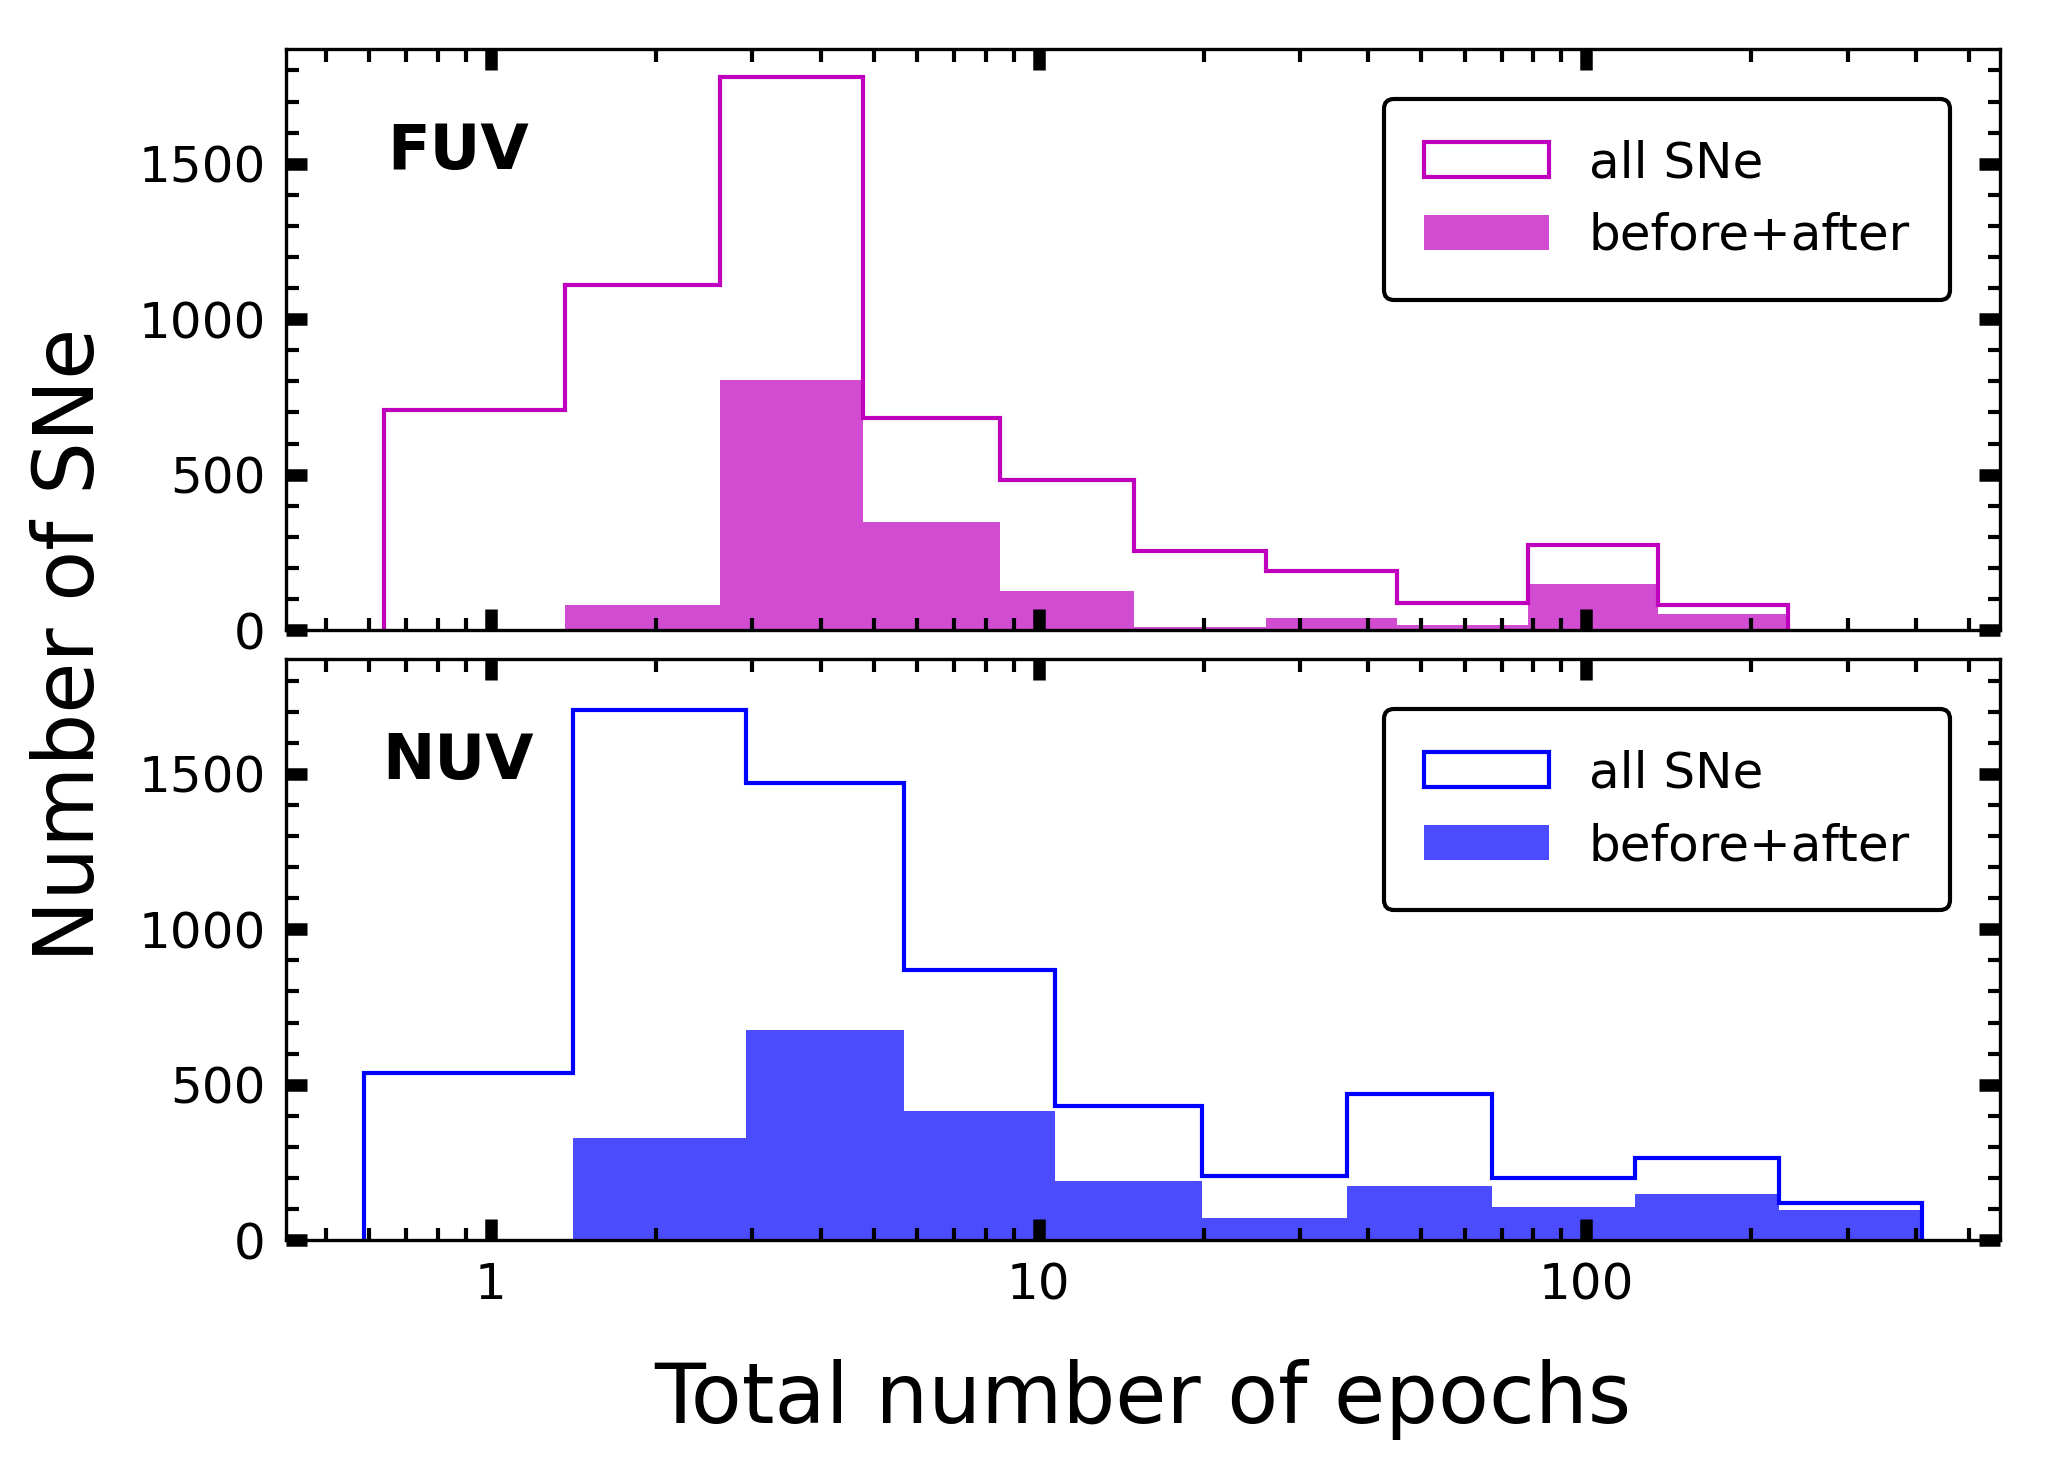 FUV
all SNe
before+after
1500
1000
500
0
Number of SNe
NUV
all SNe
before+after
1500
1000
500
0
1 10 100
Total number of epochs